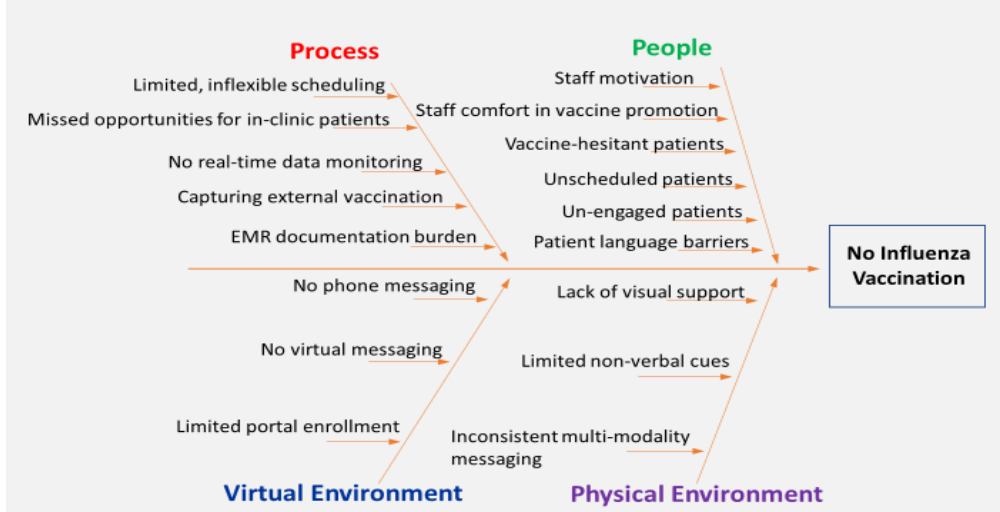 Process
Limited, inflexible scheduling
Missed opportunities for in-clinic patients
No real-time data monitoring
Capturing external vaccination
EMR documentation burden
People
Staff motivation
Staff comfort in vaccine promotion
Vaccine-hesitant patients
Unscheduled patients
Un-engaged patients
Patient language barriers
No Influenza
Vaccination
No phone messaging
No virtual messaging
Limited portal enrollment
Virtual Environment
Lack of visual support
Limited non-verbal cues
Inconsistent multi-modality
messaging
Physical Environment